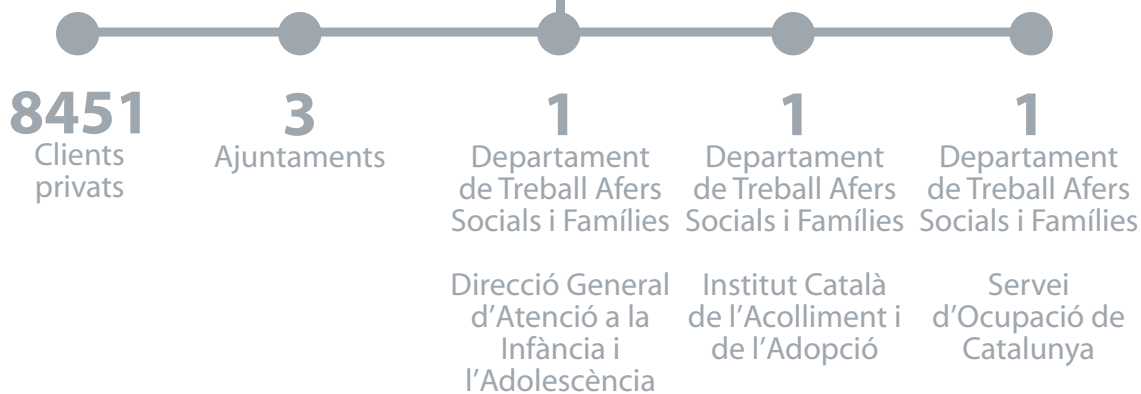 8451
Clients
privats
3
Ajuntaments
1
Departament
de Treball Afers
Socials i Famílies
Direcció General
d’Atenció a la
Infància i
l’Adolescència
1
Departament
de Treball Afers
Socials i Famílies
Institut Català
de l’Acolliment i
de l’Adopció
1
Departament
de Treball Afers
Socials i Famílies
Servei
d’Ocupació de
Catalunya